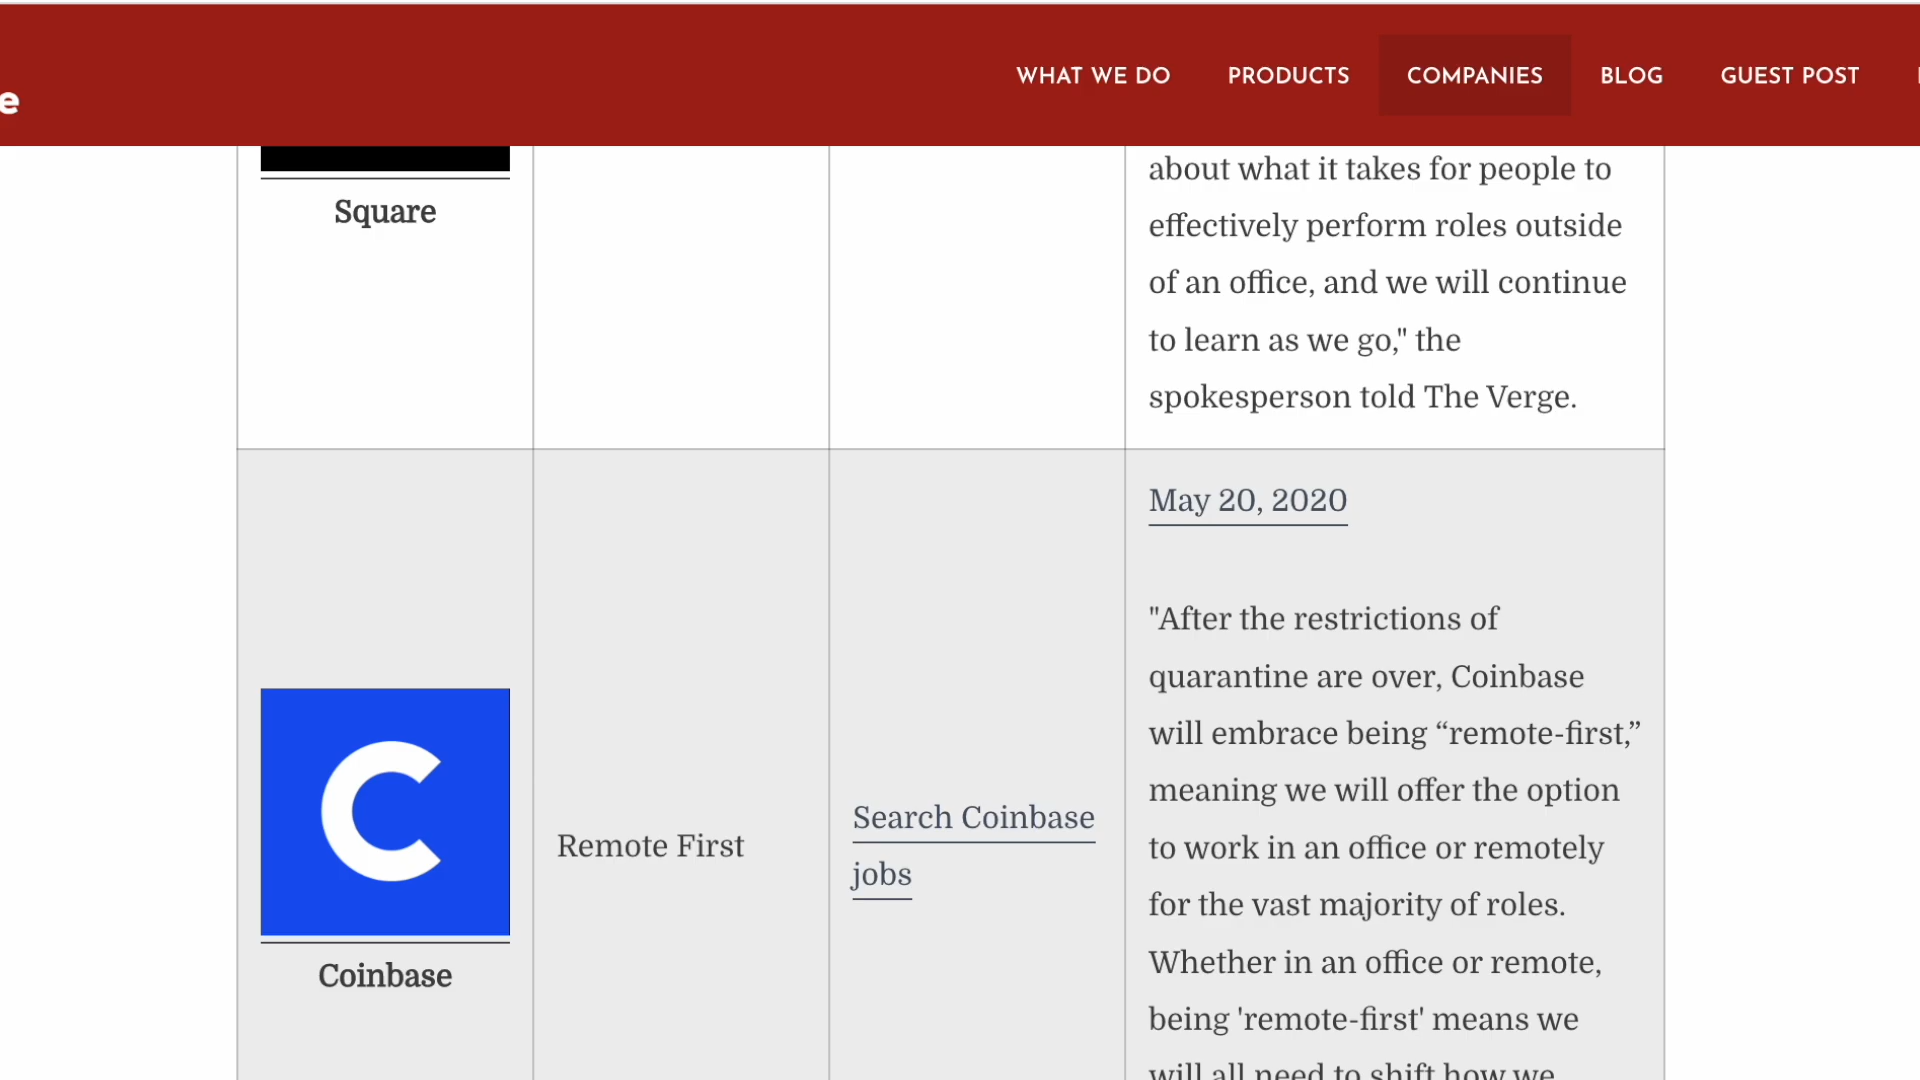 WHAT WE DO PRODUCTS COMPANIES BLOG GUEST POST
e
Square
about what it takes for people to
effectively perform roles outside
of an office, and we will continue
to learn as we go," the
spokesperson told The Verge.
Coinbase
Remote First
Search Coinbase
jobs
May 20, 2020
"After the restrictions of
quarantine are over, Coinbase
will embrace being “remote-first,”
meaning we will offer the option
to work in an office or remotely
for the vast majority of roles.
Whether in an office or remote,
being 'remote-first' means we
will all need to shift how we